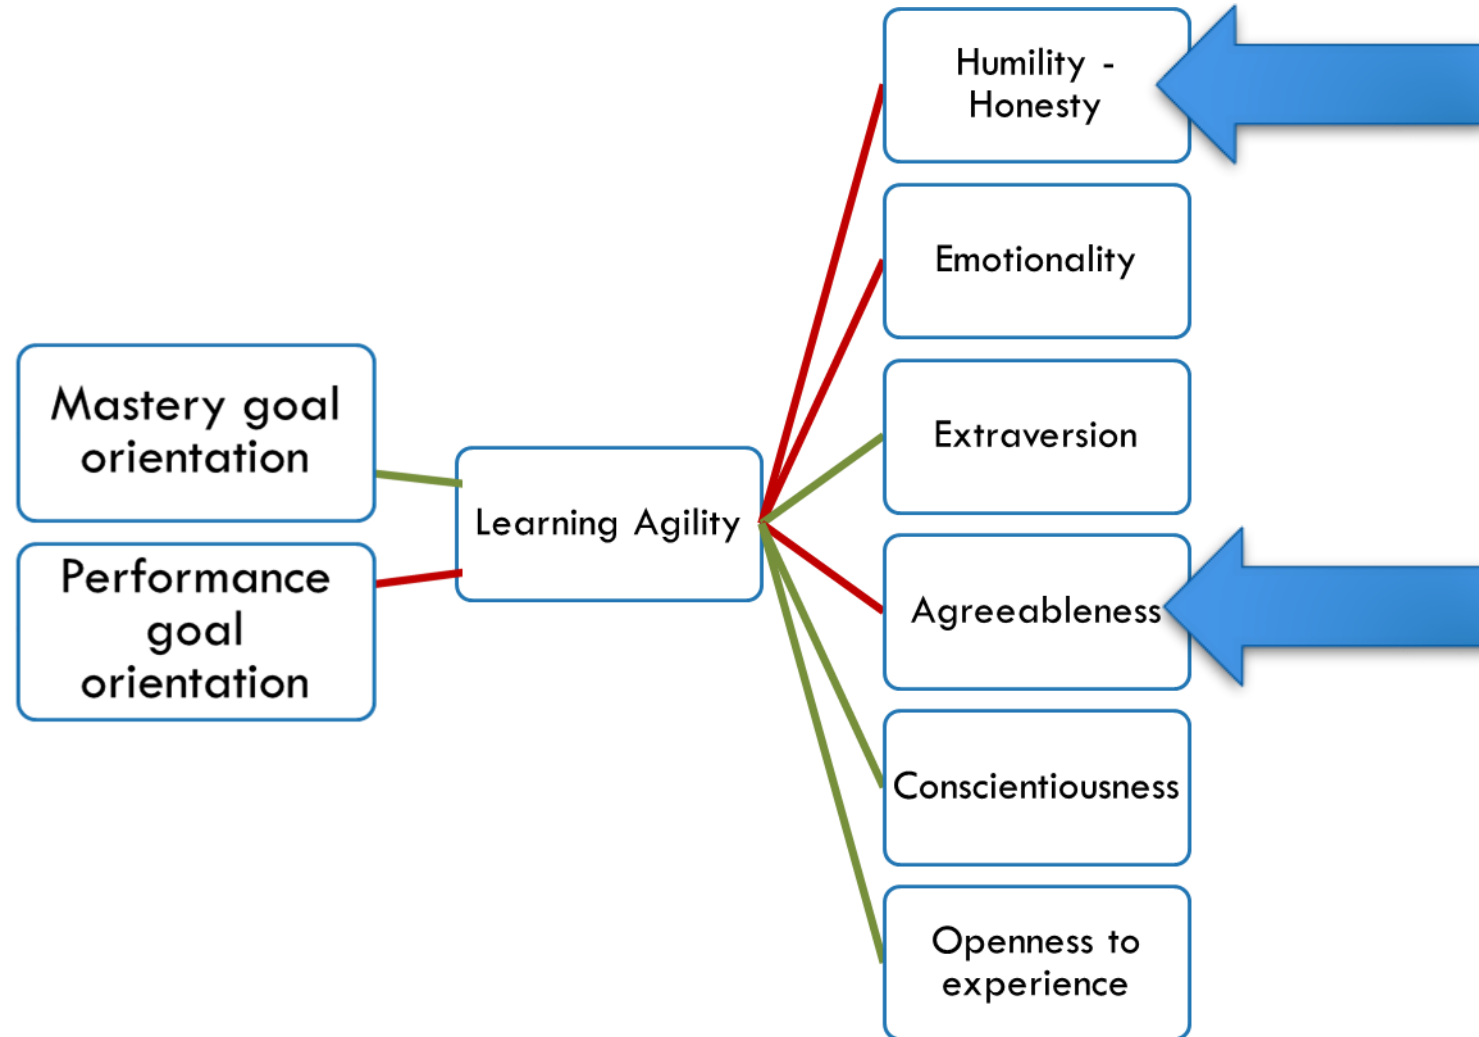 Humility -
Honesty
Emotionality
Mastery goal
orientation
Extraversion
Learning Agility
Performance
goal
orientation
Agreeableness
Conscientiousness
Openness to
experience